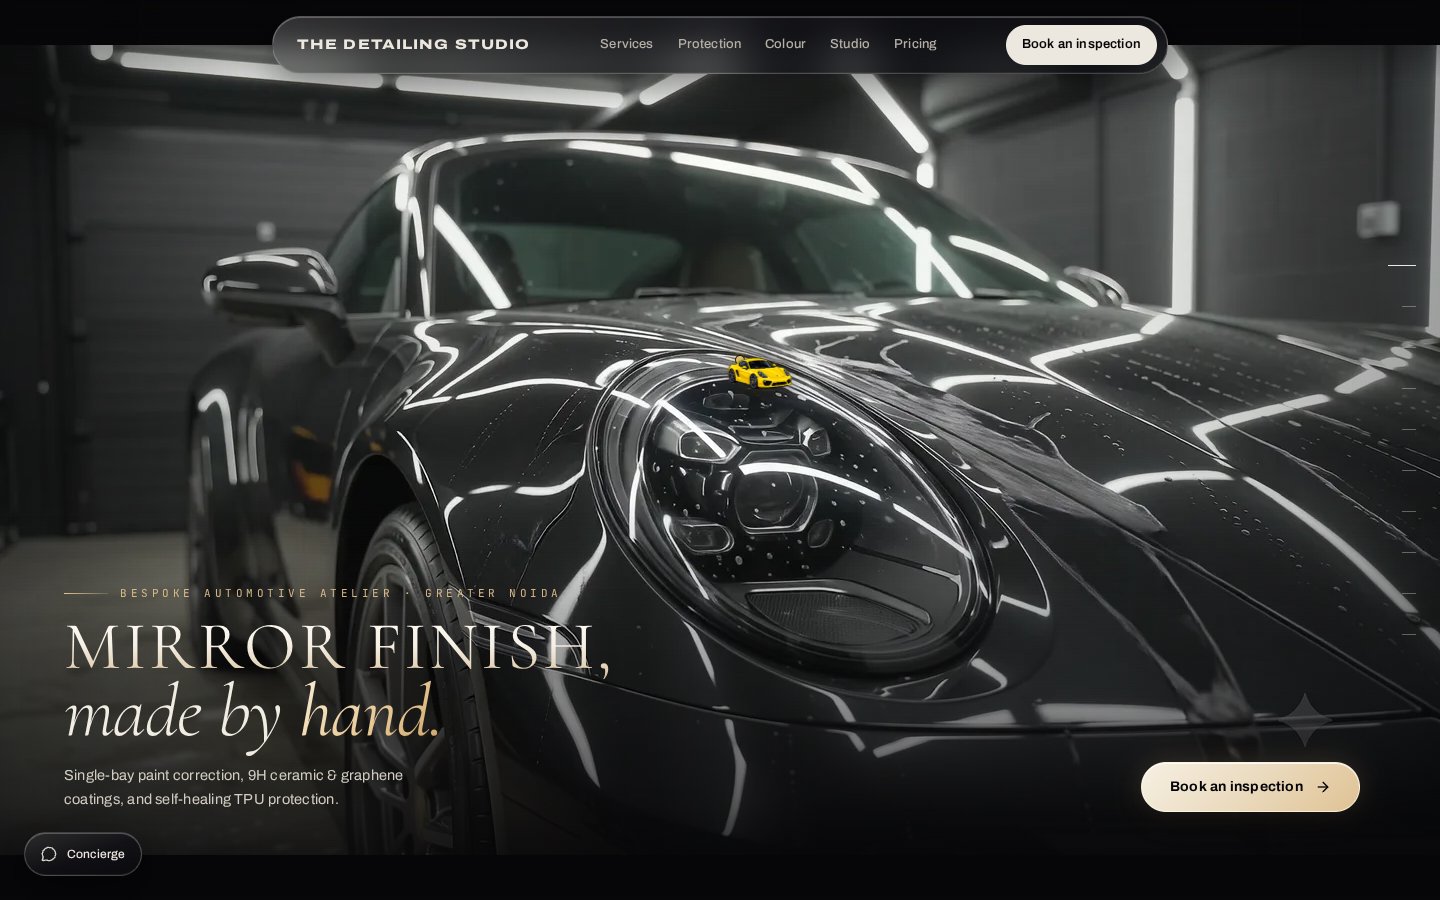 THE DETAILING STUDIO
Services Protection Colour Studio Pricing
Book an inspection
BESPOKE AUTOMOTIVE ATELIER · GREATER NOIDA
MIRROR FINISH,
made by hand.
Single-bay paint correction, 9H ceramic & graphene
coatings, and self-healing TPU protection.
Book an inspection
Concierge